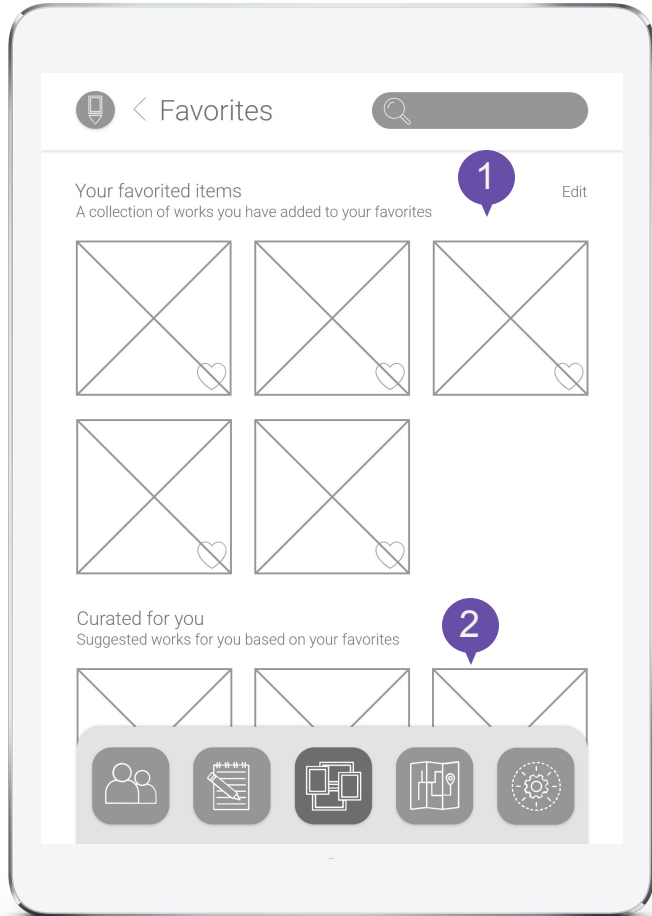 Favorites
1
Your favorited items
Edit
A collection of works you have added to your favorites
Curated for you
2
Suggested works for you based on your favorites